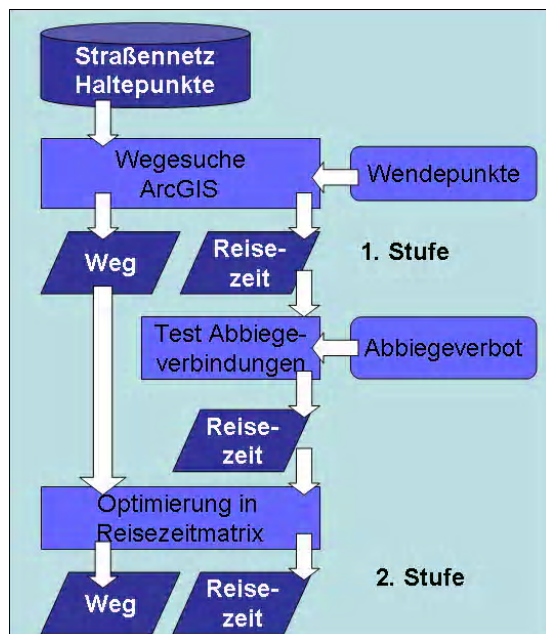 Straßennetz
Haltepunkte
Wegesuche
ArcGIS
Wendepunkte
Weg
Reise-
zeit
1. Stufe
Test Abbiege-
verbindungen
Abbiegeverbot
Reise-
zeit
Optimierung in
Reisezeitmatrix
Weg
Reise-
zeit
2. Stufe